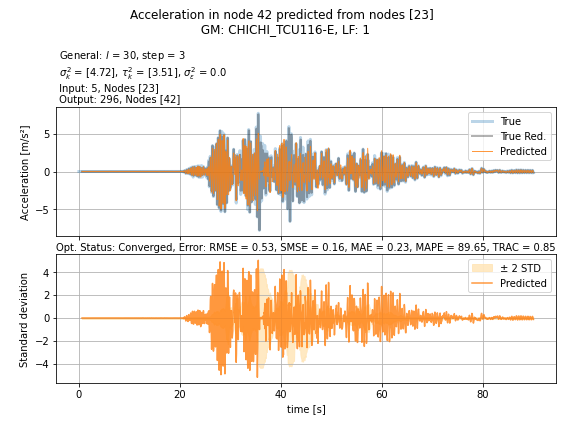 Acceleration in node 42 predicted from nodes [23]
GM: CHICHI_TCU116-E, LF: 1
General: l = 30, step = 3
σ²ₖ = [4.72], τ²ₖ = [3.51], σ²_ε = 0.0
Input: 5, Nodes [23]
Output: 296, Nodes [42]
Acceleration [m/s²]
5
0
−5
True
True Red.
Predicted
Opt. Status: Converged, Error: RMSE = 0.53, SMSE = 0.16, MAE = 0.23, MAPE = 89.65, TRAC = 0.85
Standard deviation
4
2
0
−2
−4
± 2 STD
Predicted
0 20 40 60 80
time [s]